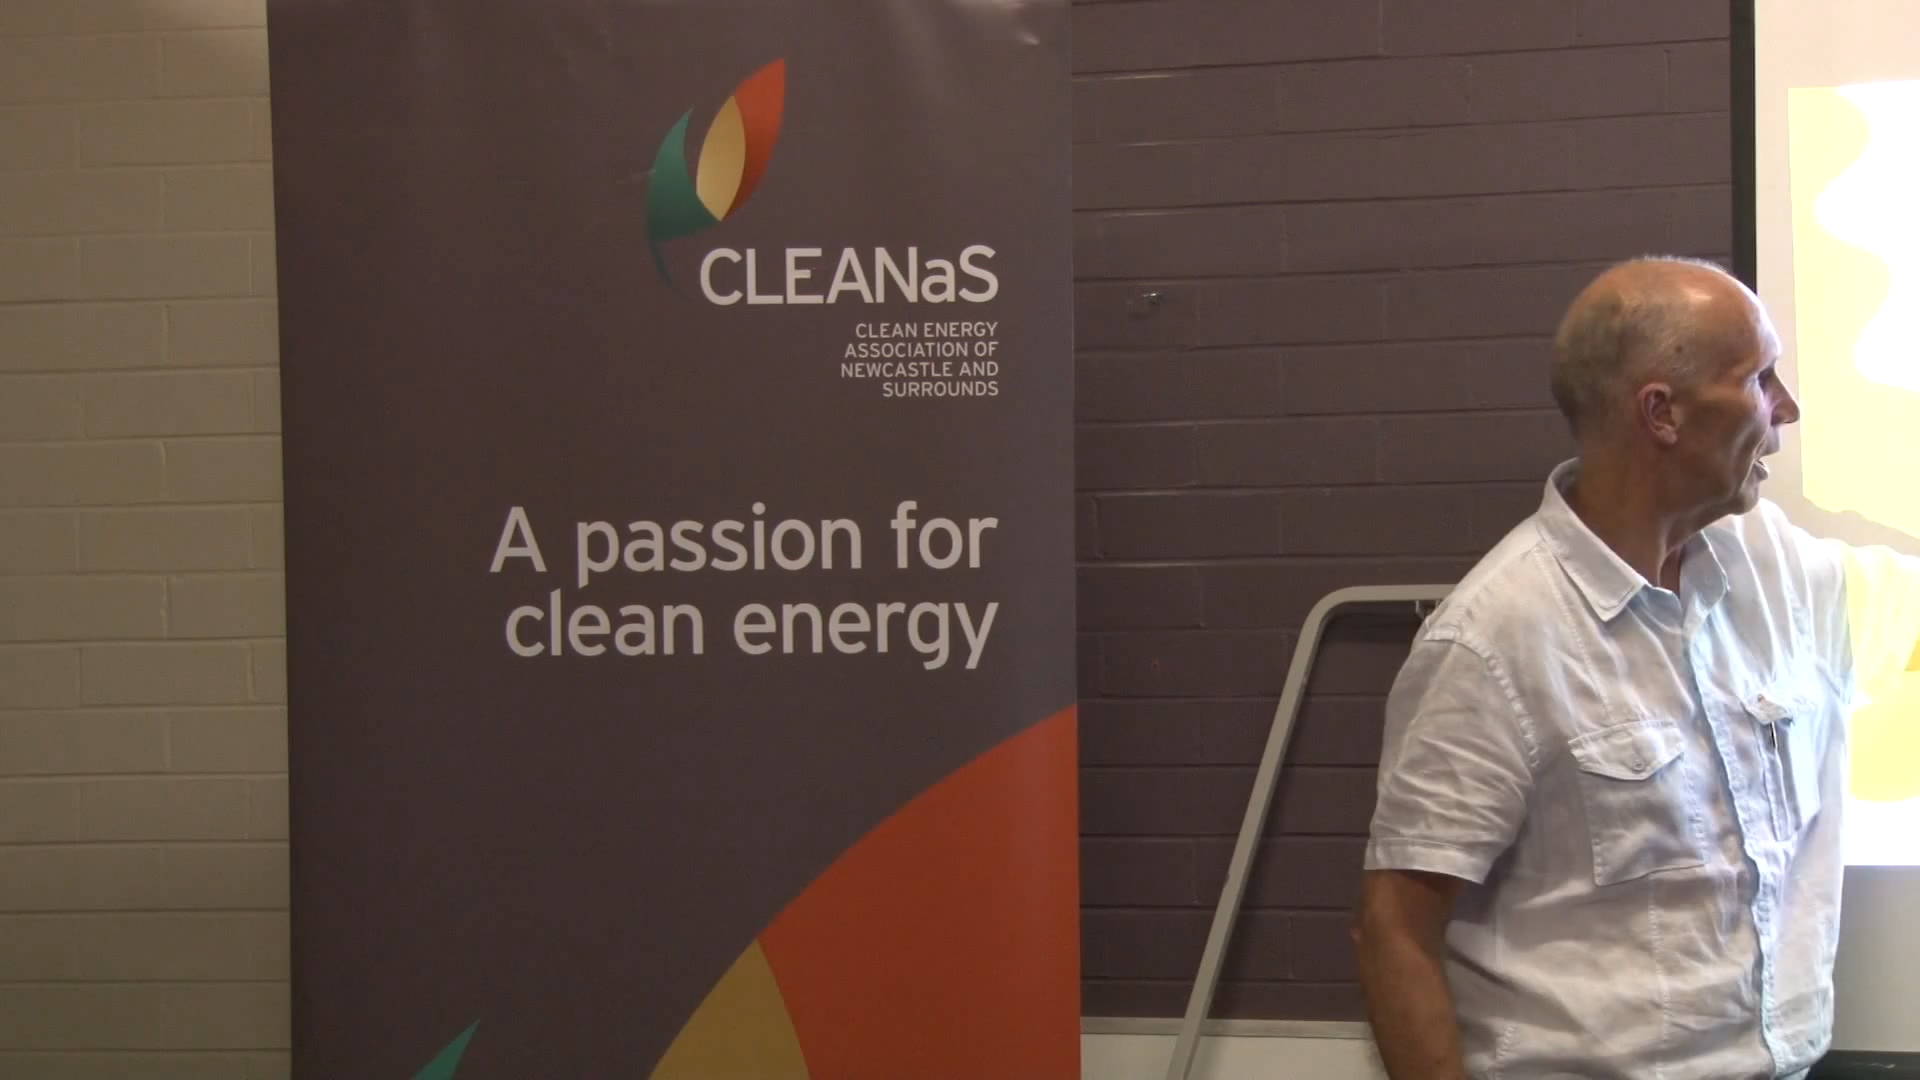 CLEANaS
CLEAN ENERGY
ASSOCIATION OF
NEWCASTLE AND
SURROUNDS
A passion for
clean energy